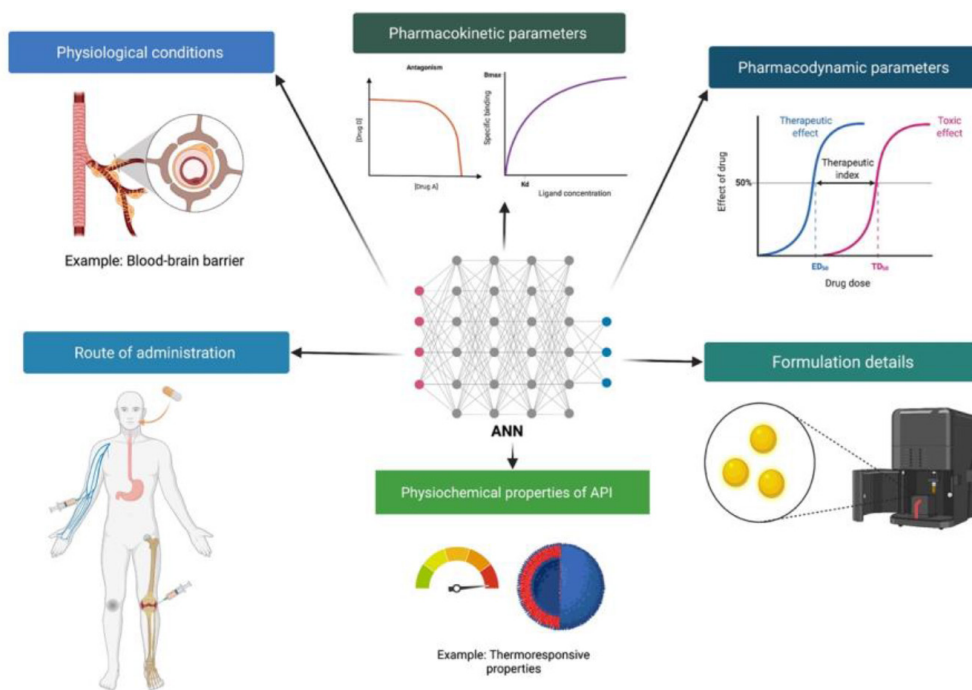 Physiological conditions
Example: Blood-brain barrier
Pharmacokinetic parameters
Antagonism
[Drug D]
[Drug A]
Bmax
Specific binding
Kd
Ligand concentration
Pharmacodynamic parameters
Therapeutic
effect
Toxic
effect
Therapeutic
index
50%
Effect of drug
ED50
TD50
Drug dose
Route of administration
ANN
Formulation details
Physiochemical properties of API
Example: Thermoresponsive
properties